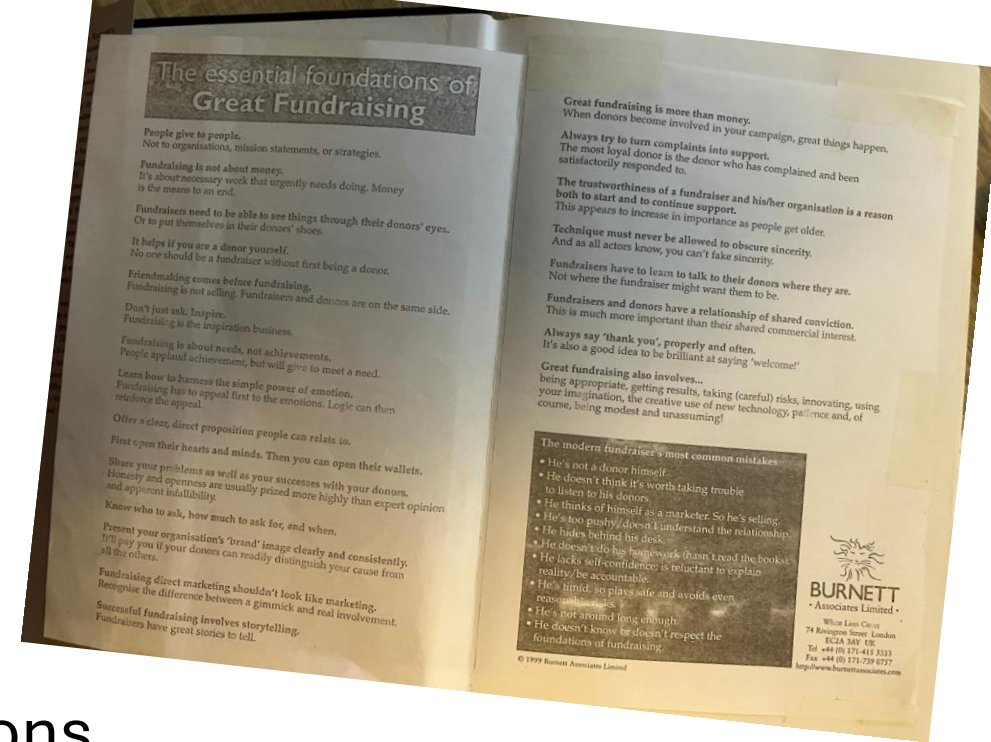 The essential foundations of
Great Fundraising
People give to people.
Not to organisations, mission statements, or strategies.
Fundraising is not about money.
It's about necessary work that urgently needs doing. Money
is the means to an end.
Fundraisers need to be able to see things through their donors' eyes.
Or to put themselves in their donors' shoes.
It helps if you are a donor yourself.
No one should be a fundraiser without first being a donor.
Friendmaking comes before fundraising.
Fundraising is not selling. Fundraisers and donors are on the same side.
Don't just ask. Inspire.
Fundraising is the inspiration business.
Fundraising is about needs, not achievements.
People applaud achievement, but will give to meet a need.
Learn how to harness the simple power of emotion.
Fundraising has to appeal first to the emotions. Logic can then
reinforce the appeal.
Offer a clear, direct proposition people can relate to.
First open their hearts and minds. Then you can open their wallets.
Share your problems as well as your successes with your donors.
Honesty and openness are usually prized more highly than expert opinion
and apparent infallibility.
Know who to ask, how much to ask for, and when.
Present your organisation's 'brand' image clearly and consistently.
It'll pay you if your donors can readily distinguish your cause from
all the others.
Fundraising direct marketing shouldn't look like marketing.
Recognise the difference between a gimmick and real involvement.
Successful fundraising involves storytelling.
Fundraisers have great stories to tell.
Great fundraising is more than money.
When donors become involved in your campaign, great things happen.
Always try to turn complaints into support.
The most loyal donor is the donor who has complained and been
satisfactorily responded to.
The trustworthiness of a fundraiser and his/her organisation is a reason
both to start and to continue support.
This appears to increase in importance as people get older.
Technique must never be allowed to obscure sincerity.
And as all actors know, you can't fake sincerity.
Fundraisers have to learn to talk to their donors where they are.
Not where the fundraiser might want them to be.
Fundraisers and donors have a relationship of shared conviction.
This is much more important than their shared commercial interest.
Always say 'thank you', properly and often.
It's also a good idea to be brilliant at saying 'welcome!'
Great fundraising also involves...
being appropriate, getting results, taking (careful) risks, innovating, using
your imagination, the creative use of new technology, patience and, of
course, being modest and unassuming!
The modern fundraiser's most common mistakes
• He's not a donor himself.
• He doesn't think it's worth taking trouble
to listen to his donors.
• He thinks of himself as a marketer. So he's selling.
• He's too pushy/doesn't understand the relationship.
• He hides behind his desk.
• He doesn't do his homework (hasn't read the books).
• He lacks self-confidence; is reluctant to explain
reality/be accountable.
• He's timid, so plays safe and avoids even
reasonable risks.
• He's not around long enough.
• He doesn't know or doesn't respect the
foundations of fundraising.
© 1999 Burnett Associates Limited
BURNETT
• Associates Limited •
White Lion Court
74 Rivington Street London
EC2A 3AY UK
Tel +44 (0) 171-415 3333
Fax +44 (0) 171-739 0757
http://www.burnettassociates.com
ons